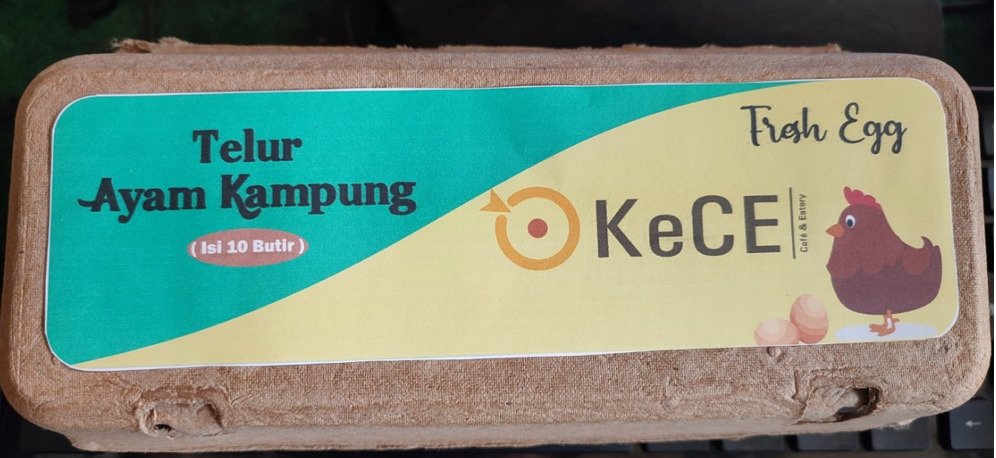 Telur
Ayam Kampung
( Isi 10 Butir )
Fresh Egg
KeCE
Café & Eatery